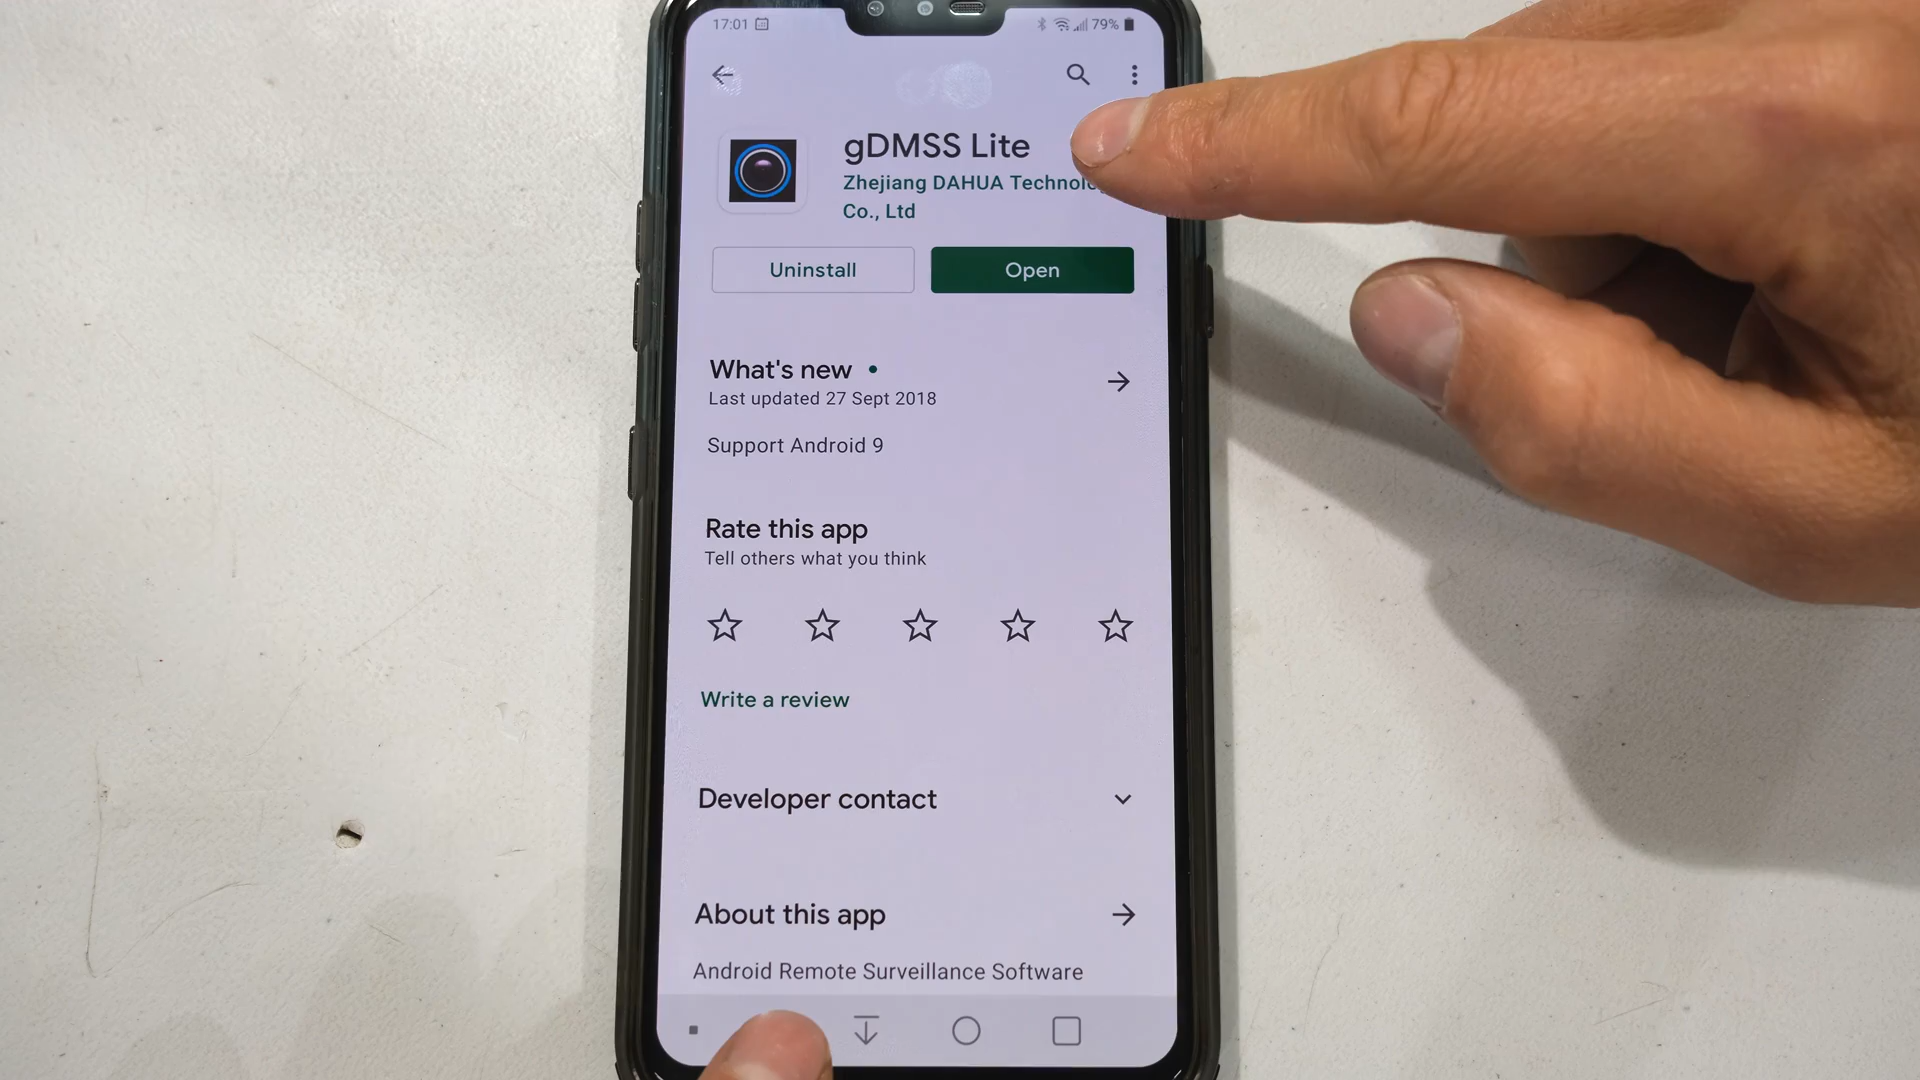 17:01
79%
gDMSS Lite
Zhejiang DAHUA
Co., Ltd
Uninstall
Open
What's new
Last updated 27 Sept 2018
Support Android 9
Rate this app
Tell others what you think
Write a review
Developer contact
About this app
Android Remote Surveillance Software